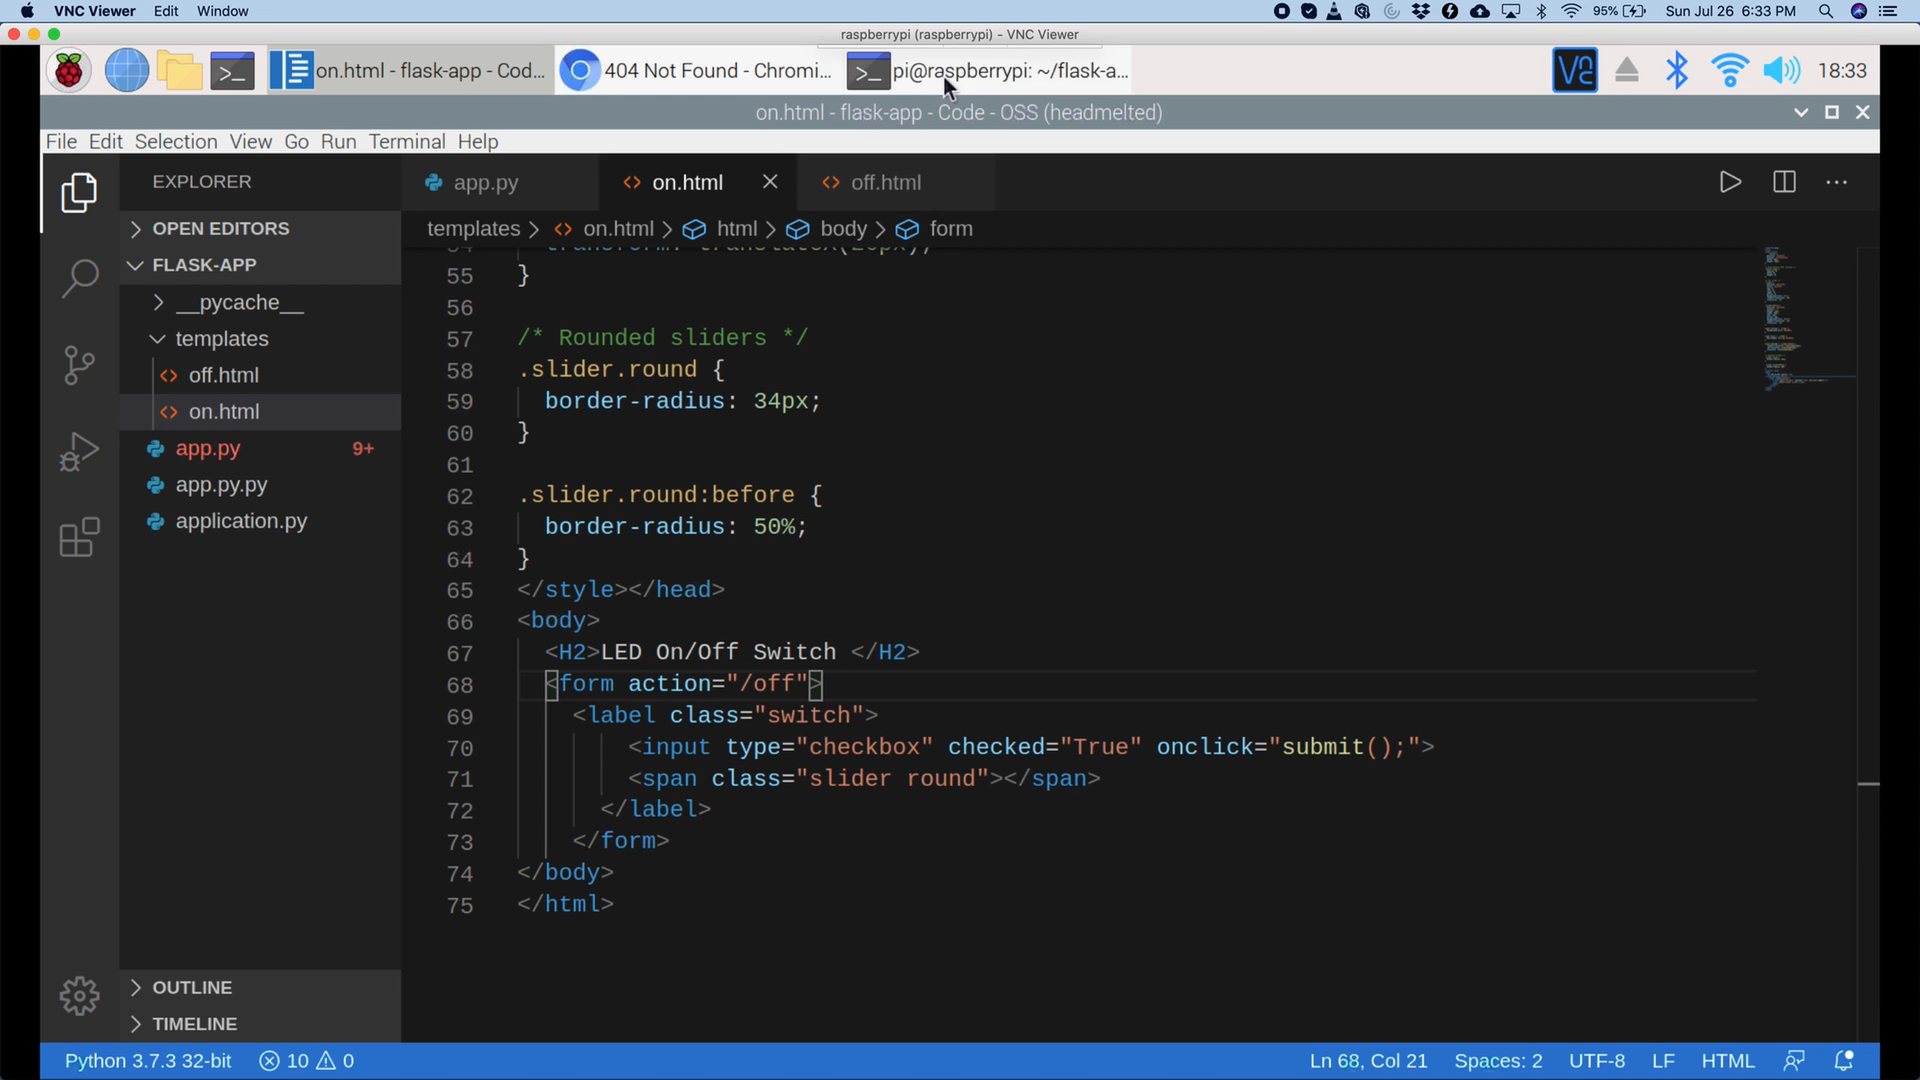 VNC Viewer Edit Window 95% Sun Jul 26 6:33 PM
raspberrypi (raspberrypi) - VNC Viewer
on.html - flask-app - Cod... 404 Not Found - Chromi... pi@raspberrypi: ~/flask-a... 18:33
on.html - flask-app - Code - OSS (headmelted)
File Edit Selection View Go Run Terminal Help
EXPLORER
app.py on.html off.html
OPEN EDITORS
templates > on.html > html > body > form
FLASK-APP
__pycache__
templates
off.html
on.html
app.py 9+
app.py.py
application.py
OUTLINE
TIMELINE
55 }
56
57 /* Rounded sliders */
58 .slider.round {
59 border-radius: 34px;
60 }
61
62 .slider.round:before {
63 border-radius: 50%;
64 }
65 </style></head>
66 <body>
67 <H2>LED On/Off Switch </H2>
68 <form action="/off">
69 <label class="switch">
70 <input type="checkbox" checked="True" onclick="submit();">
71 <span class="slider round"></span>
72 </label>
73 </form>
74 </body>
75 </html>
Python 3.7.3 32-bit 10 0 Ln 68, Col 21 Spaces: 2 UTF-8 LF HTML